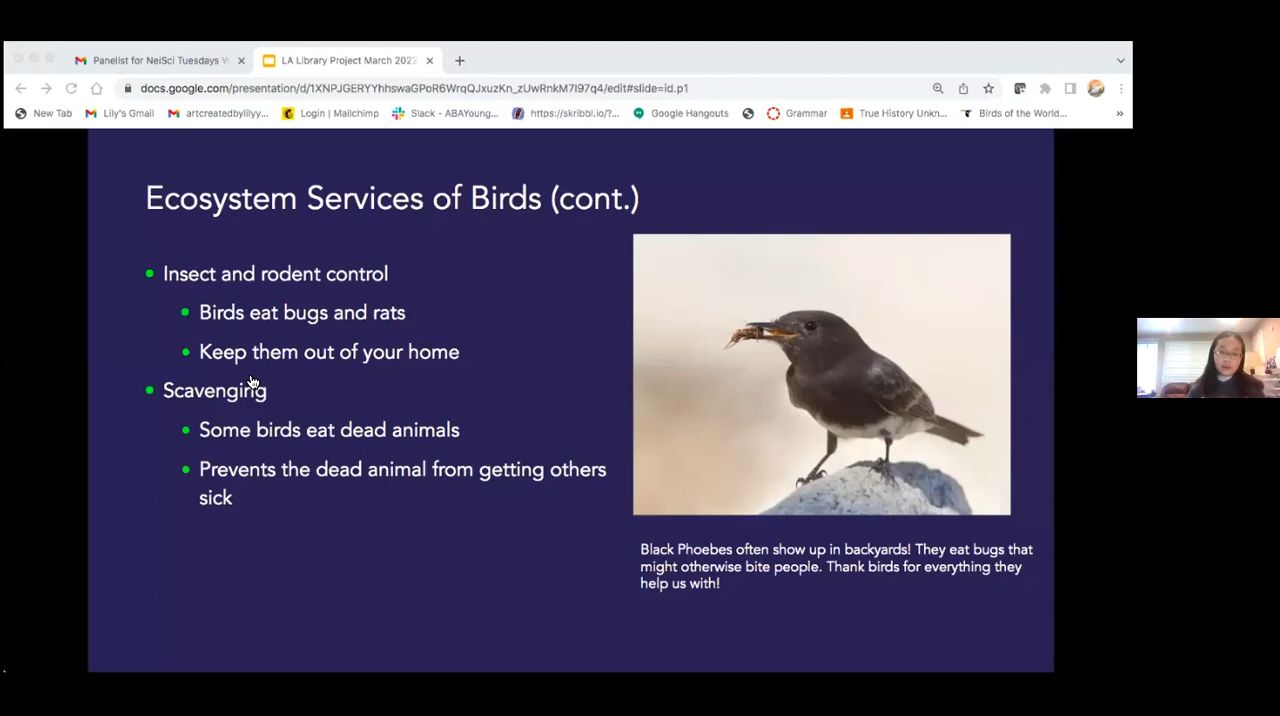 Panelist for NeiSci Tuesdays
LA Library Project March 2022
docs.google.com/presentation/d/1XNPJGERYYhhswaGPoR6WrqQJxuzKn_zUwRnkM7I97q4/edit#slide=id.p1
New Tab Lily's Gmail artcreatedbylilyy... Login | Mailchimp Slack - ABAYoung... https://skribbl.io/?... Google Hangouts Grammar True History Unkn... Birds of the World... »
Ecosystem Services of Birds (cont.)
Insect and rodent control
Birds eat bugs and rats
Keep them out of your home
Scavenging
Some birds eat dead animals
Prevents the dead animal from getting others
sick
Black Phoebes often show up in backyards! They eat bugs that
might otherwise bite people. Thank birds for everything they
help us with!